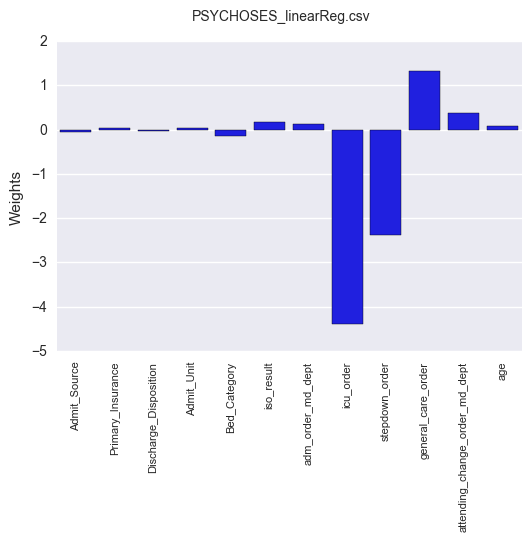 PSYCHOSES_linearReg.csv
2
1
0
−1
−2
−3
−4
−5
Weights
Admit_Source
Primary_Insurance
Discharge_Disposition
Admit_Unit
Bed_Category
iso_result
adm_order_md_dept
icu_order
stepdown_order
general_care_order
attending_change_order_md_dept
age